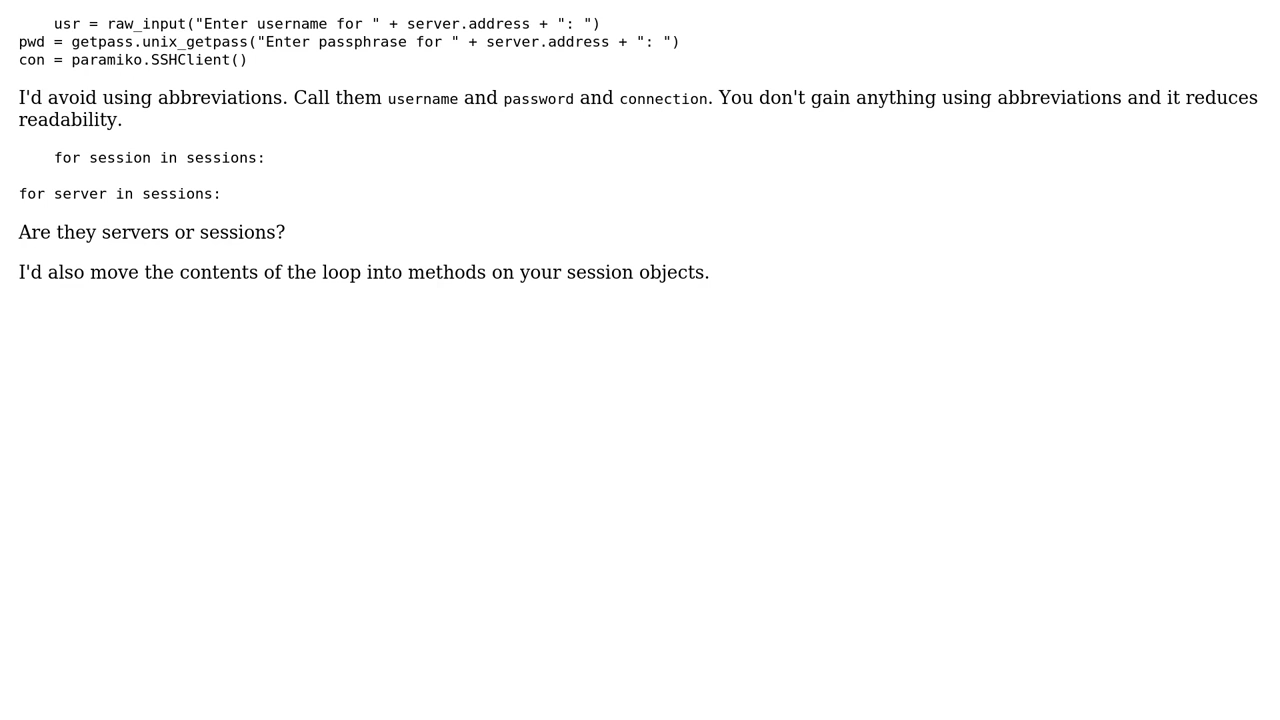 usr = raw_input("Enter username for " + server.address + ": ")
pwd = getpass.unix_getpass("Enter passphrase for " + server.address + ": ")
con = paramiko.SSHClient()
I'd avoid using abbreviations. Call them username and password and connection. You don't gain anything using abbreviations and it reduces
readability.
    for session in sessions:
for server in sessions:
Are they servers or sessions?
I'd also move the contents of the loop into methods on your session objects.